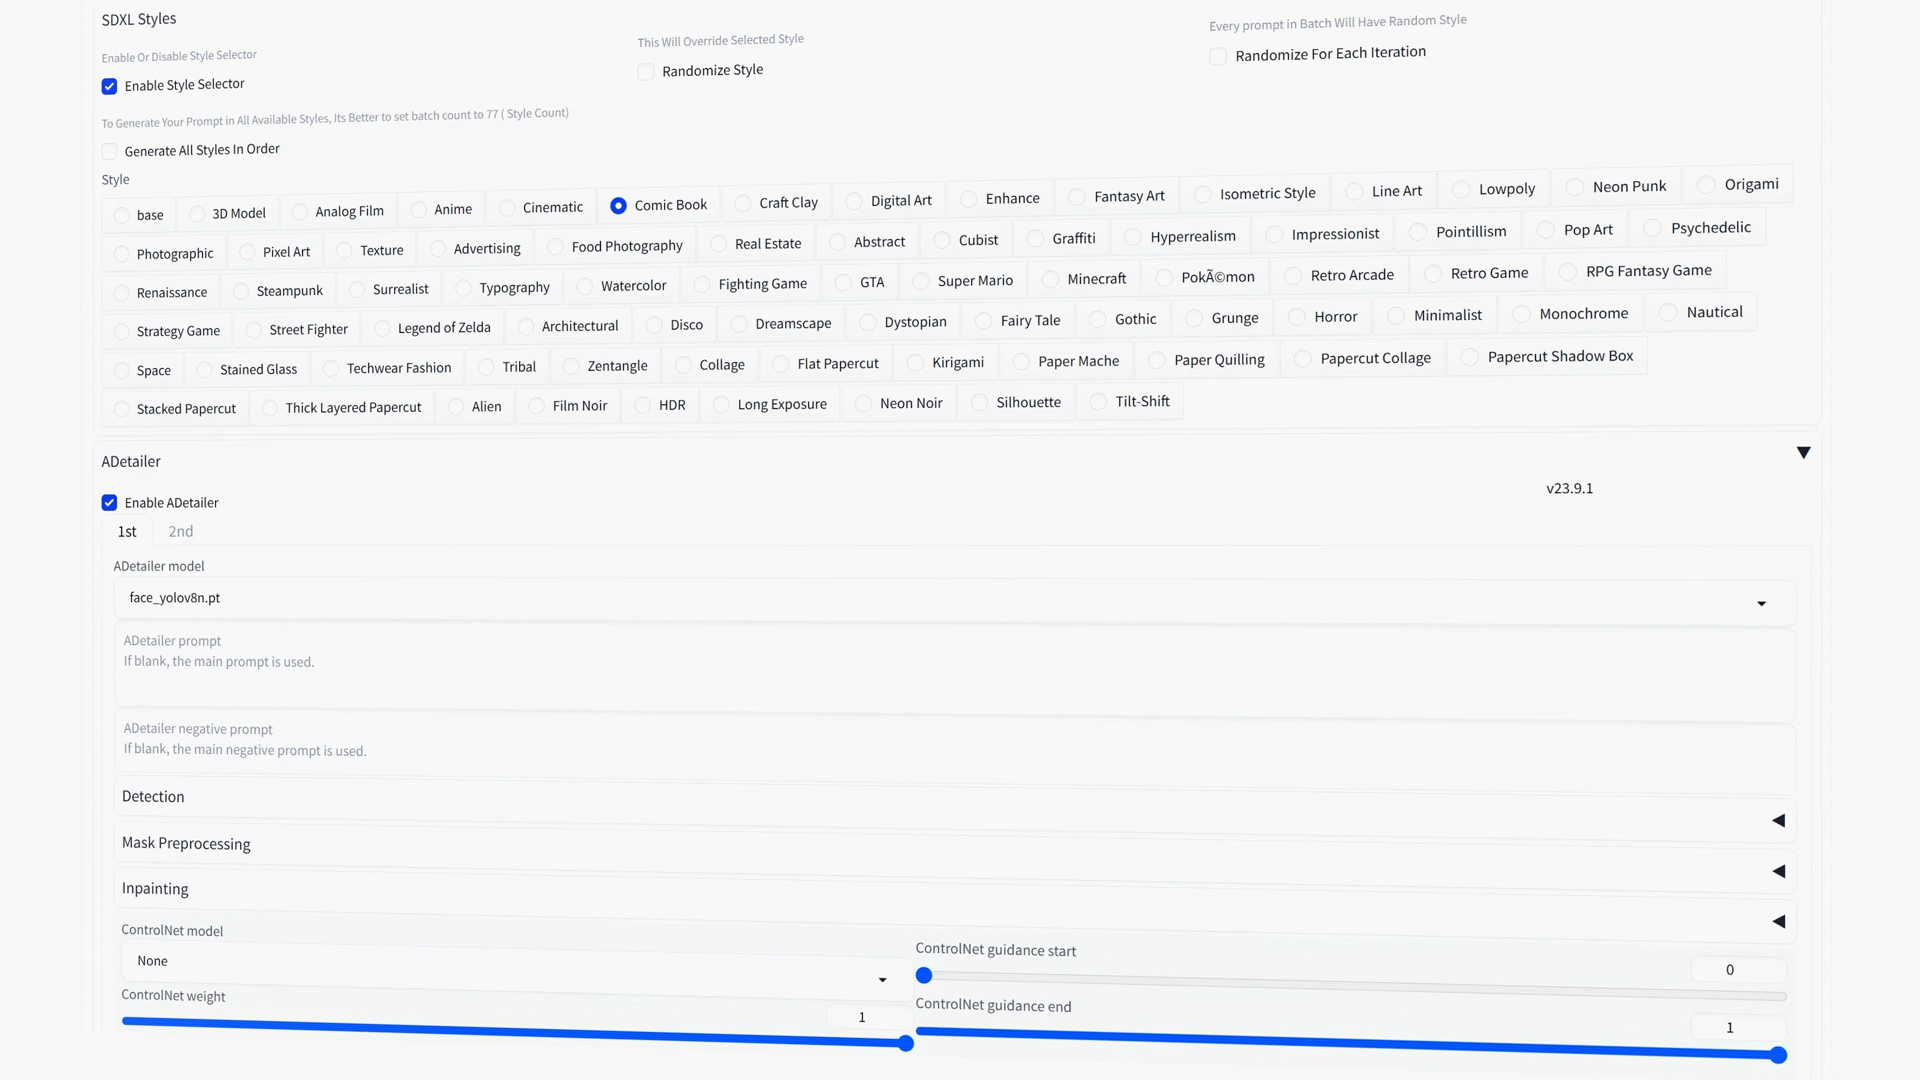 SDXL Styles
Enable Or Disable Style Selector
This Will Override Selected Style
Every prompt in Batch Will Have Random Style
Enable Style Selector
Randomize Style
Randomize For Each Iteration
To Generate Your Prompt in All Available Styles, Its Better to set batch count to 77 ( Style Count)
Generate All Styles In Order
Style
base 3D Model Analog Film Anime Cinematic Comic Book Craft Clay Digital Art Enhance Fantasy Art Isometric Style Line Art Lowpoly Neon Punk Origami
Photographic Pixel Art Texture Advertising Food Photography Real Estate Abstract Cubist Graffiti Hyperrealism Impressionist Pointillism Pop Art Psychedelic
Renaissance Steampunk Surrealist Typography Watercolor Fighting Game GTA Super Mario Minecraft PokÃ©mon Retro Arcade Retro Game RPG Fantasy Game
Strategy Game Street Fighter Legend of Zelda Architectural Disco Dreamscape Dystopian Fairy Tale Gothic Grunge Horror Minimalist Monochrome Nautical
Space Stained Glass Techwear Fashion Tribal Zentangle Collage Flat Papercut Kirigami Paper Mache Paper Quilling Papercut Collage Papercut Shadow Box
Stacked Papercut Thick Layered Papercut Alien Film Noir HDR Long Exposure Neon Noir Silhouette Tilt-Shift
ADetailer
Enable ADetailer
v23.9.1
1st 2nd
ADetailer model
face_yolov8n.pt
ADetailer prompt
If blank, the main prompt is used.
ADetailer negative prompt
If blank, the main negative prompt is used.
Detection
Mask Preprocessing
Inpainting
ControlNet model
None
ControlNet guidance start
0
ControlNet weight
1
ControlNet guidance end
1